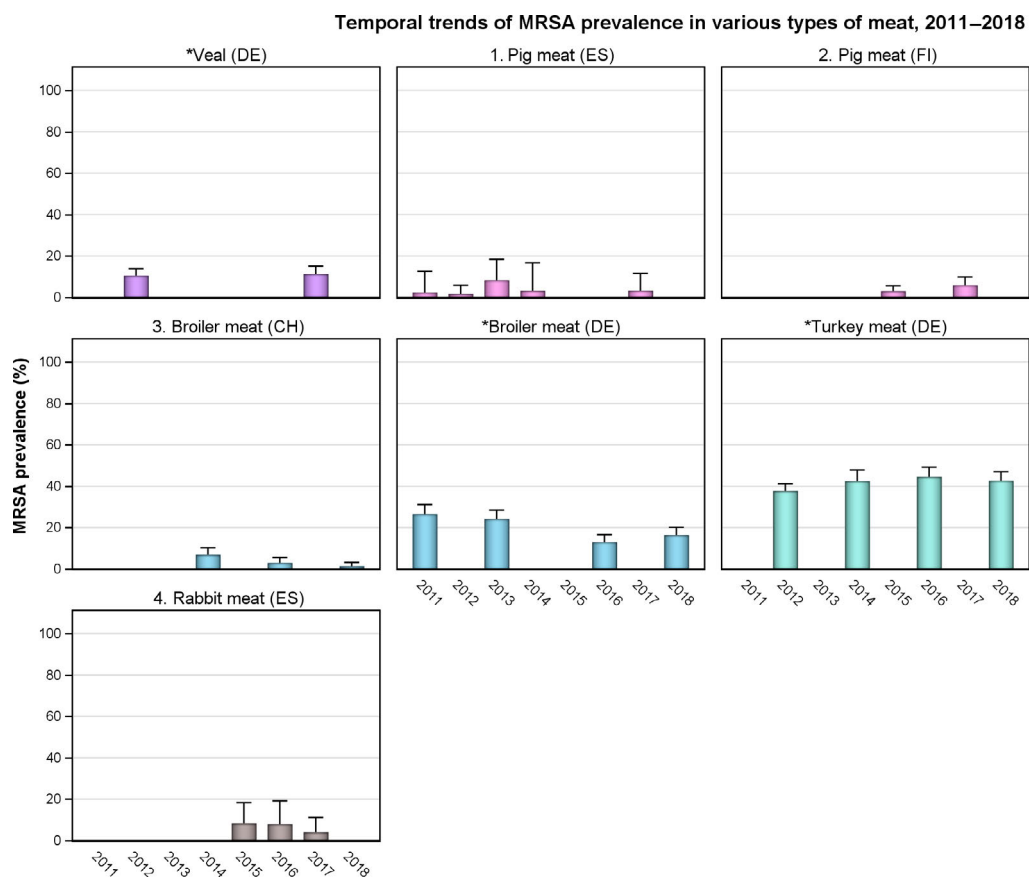 Temporal trends of MRSA prevalence in various types of meat, 2011–2018
*Veal (DE)
1. Pig meat (ES)
2. Pig meat (FI)
100
80
60
40
20
0
3. Broiler meat (CH)
*Broiler meat (DE)
*Turkey meat (DE)
MRSA prevalence (%)
100
80
60
40
20
0
2011 2012 2013 2014 2015 2016 2017 2018
2011 2012 2013 2014 2015 2016 2017 2018
4. Rabbit meat (ES)
100
80
60
40
20
0
2011 2012 2013 2014 2015 2016 2017 2018